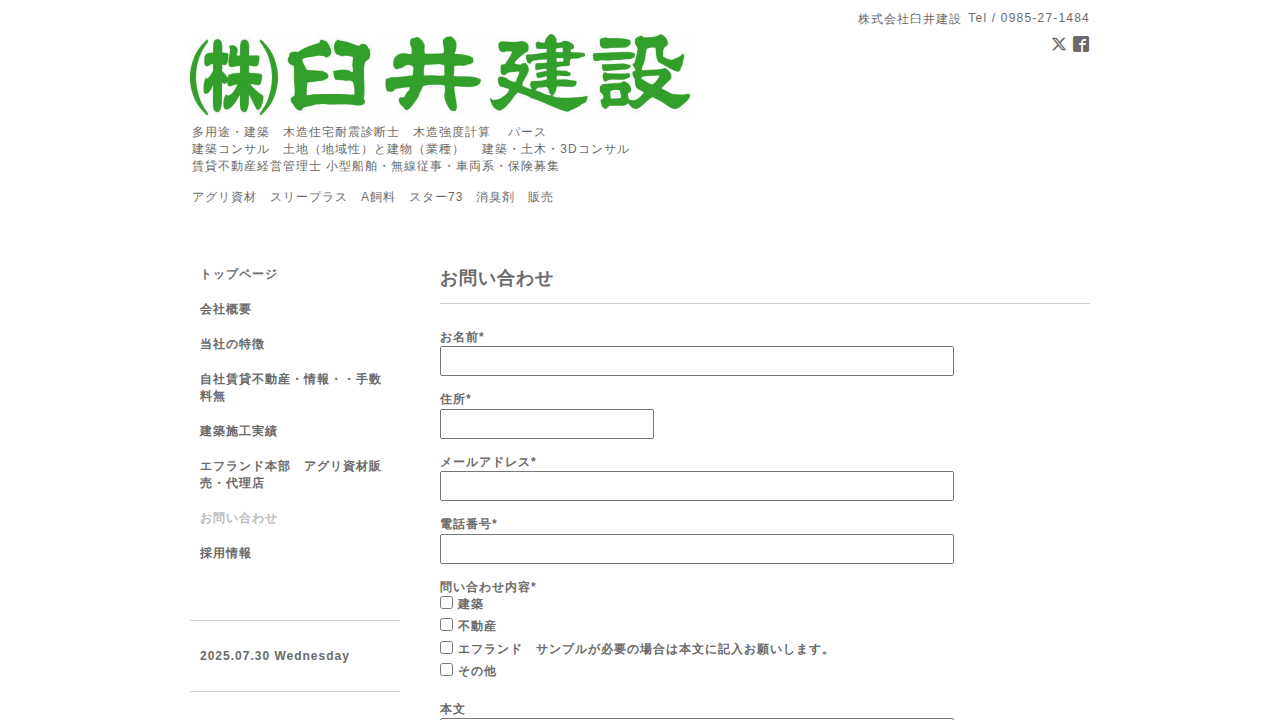 株式会社臼井建設 Tel / 0985-27-1484
㈱臼井建設
多用途・建築　木造住宅耐震診断士　木造強度計算　 パース
建築コンサル　土地（地域性）と建物（業種）　 建築・土木・3Dコンサル
賃貸不動産経営管理士 小型船舶・無線従事・車両系・保険募集
アグリ資材　スリープラス　A飼料　スター73　消臭剤　販売
トップページ
会社概要
当社の特徴
自社賃貸不動産・情報・・手数
料無
建築施工実績
エフランド本部　アグリ資材販
売・代理店
お問い合わせ
採用情報
2025.07.30 Wednesday
お問い合わせ
お名前*
住所*
メールアドレス*
電話番号*
問い合わせ内容*
建築
不動産
エフランド　サンプルが必要の場合は本文に記入お願いします。
その他
本文